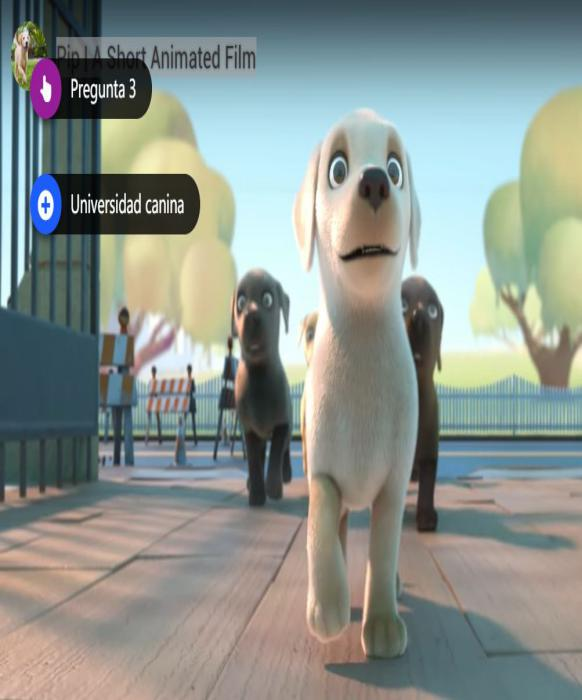 Pip | A Short Animated Film
Pregunta 3
Universidad canina